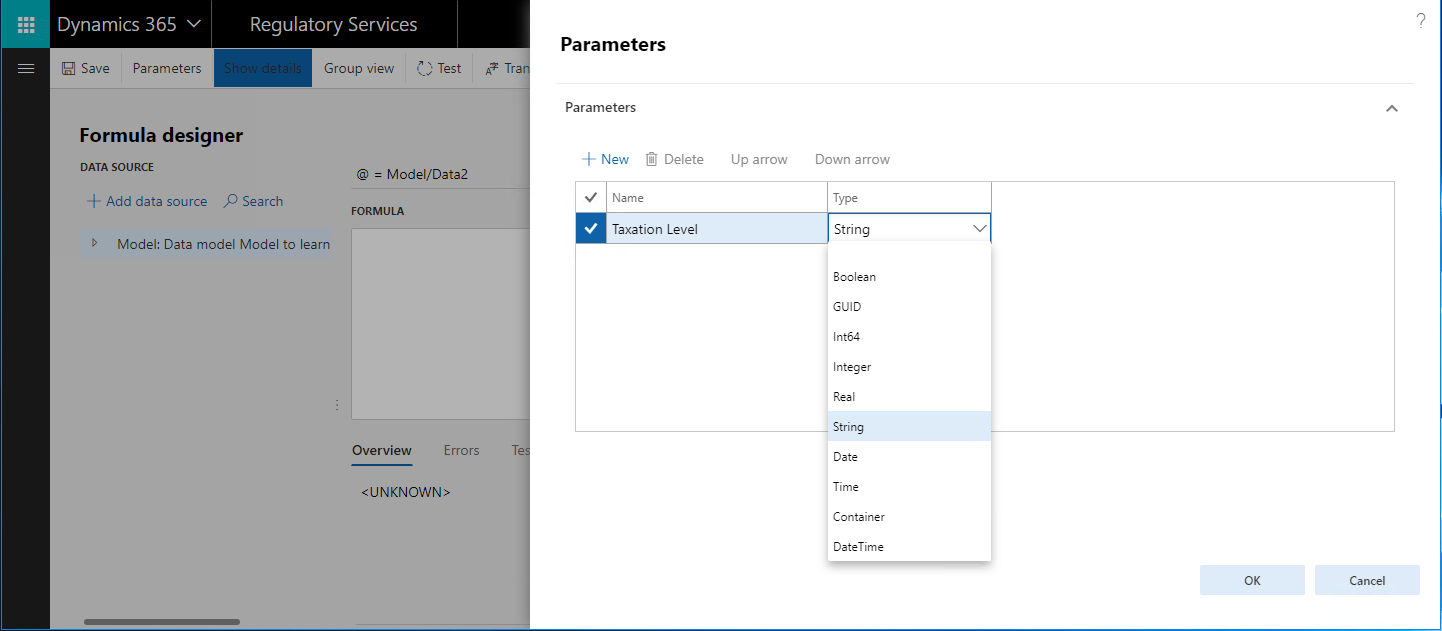 Dynamics 365
Regulatory Services
?
Save
Parameters
Show details
Group view
Test
Tran
Formula designer
DATA SOURCE
Add data source
Search
Model: Data model Model to learn
@ = Model/Data2
FORMULA
Overview
Errors
Tes
<UNKNOWN>
Parameters
Parameters
New
Delete
Up arrow
Down arrow
Name
Type
Taxation Level
String
Boolean
GUID
Int64
Integer
Real
String
Date
Time
Container
DateTime
OK
Cancel